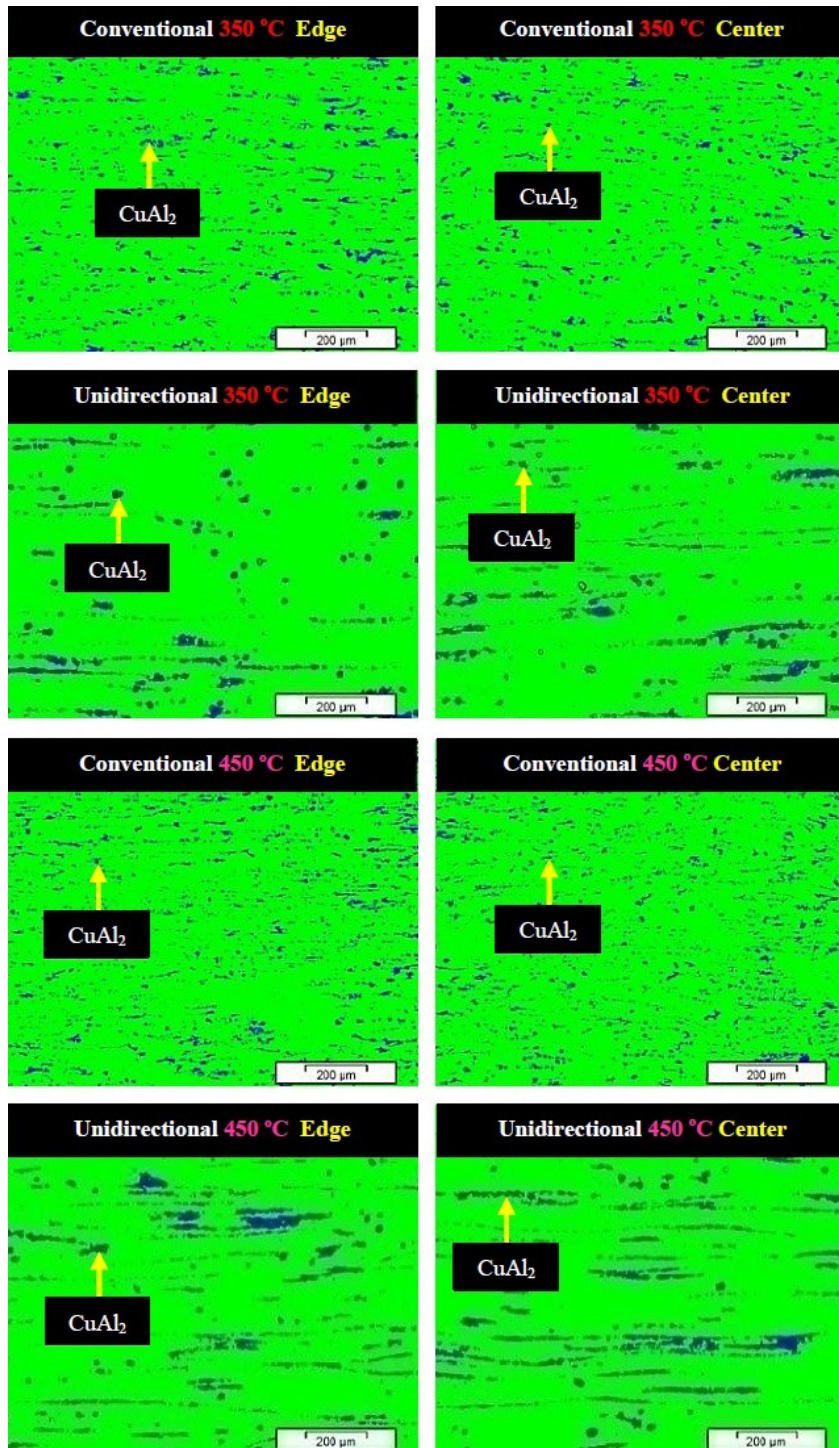 Conventional 350 °C Edge
CuAl₂
200 µm
Conventional 350 °C Center
CuAl₂
200 µm
Unidirectional 350 °C Edge
CuAl₂
200 µm
Unidirectional 350 °C Center
CuAl₂
200 µm
Conventional 450 °C Edge
CuAl₂
200 µm
Conventional 450 °C Center
CuAl₂
200 µm
Unidirectional 450 °C Edge
CuAl₂
200 µm
Unidirectional 450 °C Center
CuAl₂
200 µm